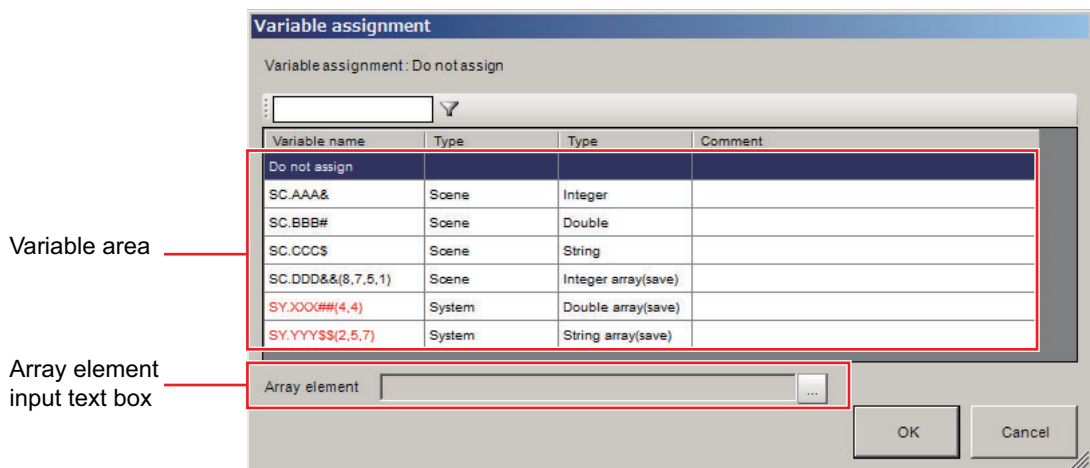 Variable assignment
Variable assignment : Do not assign
Variable name Type Type Comment
Do not assign
SC.AAA& Scene Integer
SC.BBB# Scene Double
SC.CCC$ Scene String
Variable area
SC.DDD&&(8,7,5,1) Scene Integer array(save)
SY.XXX##(4,4) System Double array(save)
SY.YYY$$(2,5,7) System String array(save)
Array element
input text box
Array element ...
OK Cancel